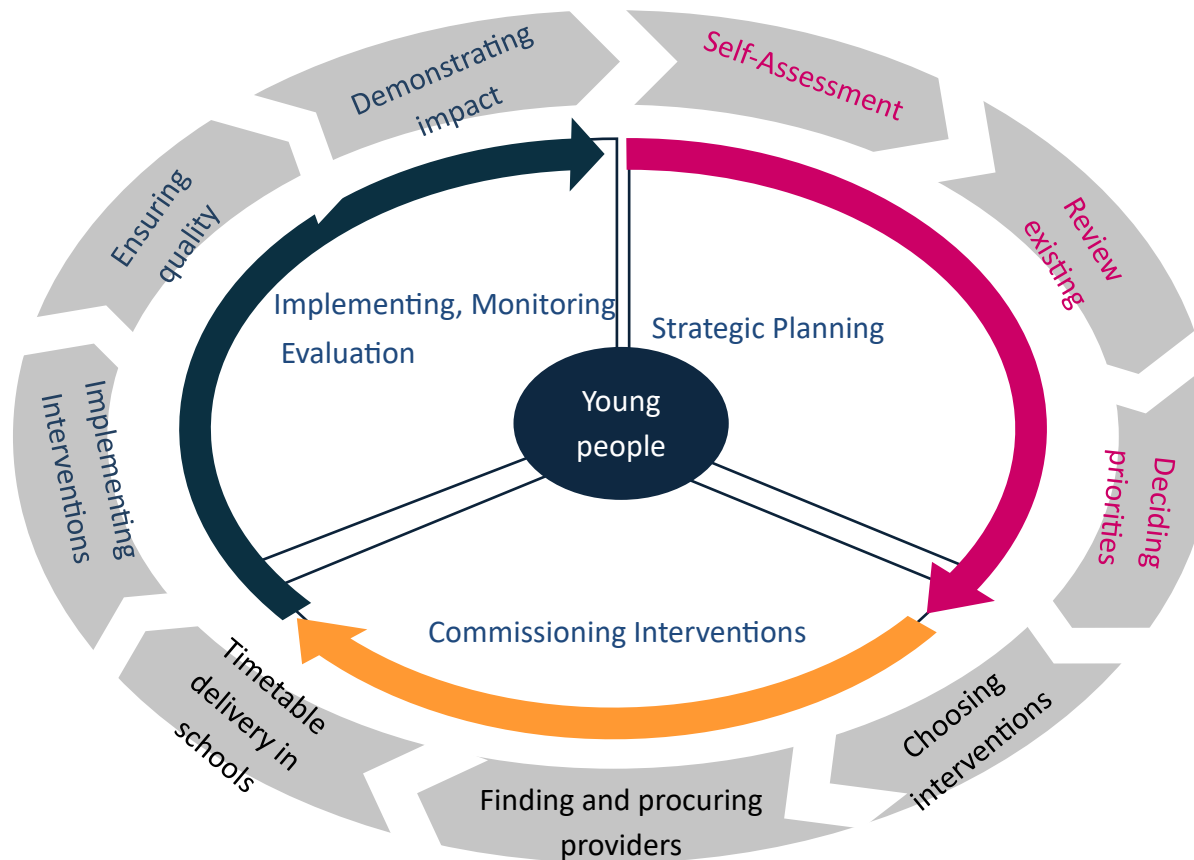 Self-Assessment
Review
existing
Deciding
priorities
Choosing
interventions
Finding and procuring
providers
Timetable
delivery in
schools
Implementing
Interventions
Ensuring
quality
Demonstrating
impact
Strategic Planning
Commissioning Interventions
Implementing, Monitoring
Evaluation
Young
people